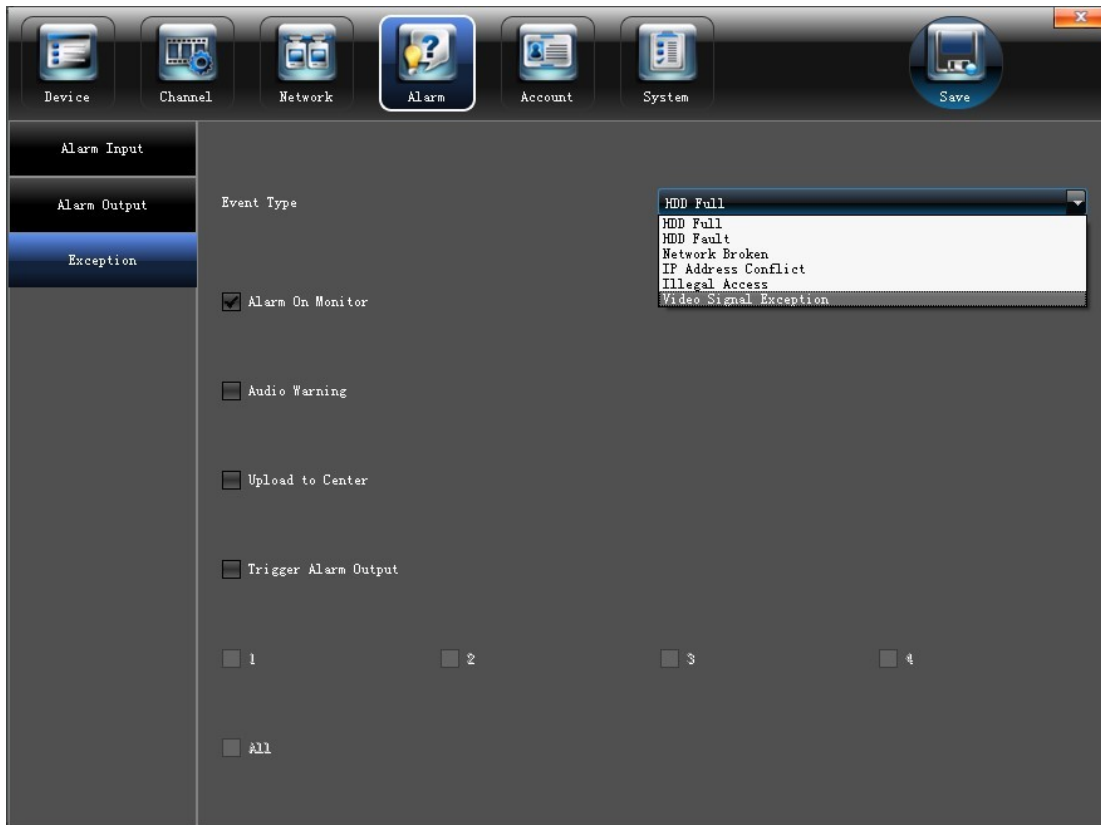 Device Channel Network Alarm Account System Save
Alarm Input
Alarm Output
Exception
Event Type HDD Full
HDD Full
HDD Fault
Network Broken
IP Address Conflict
Illegal Access
Video Signal Exception
Alarm On Monitor
Audio Warning
Upload to Center
Trigger Alarm Output
1 2 3 4
All